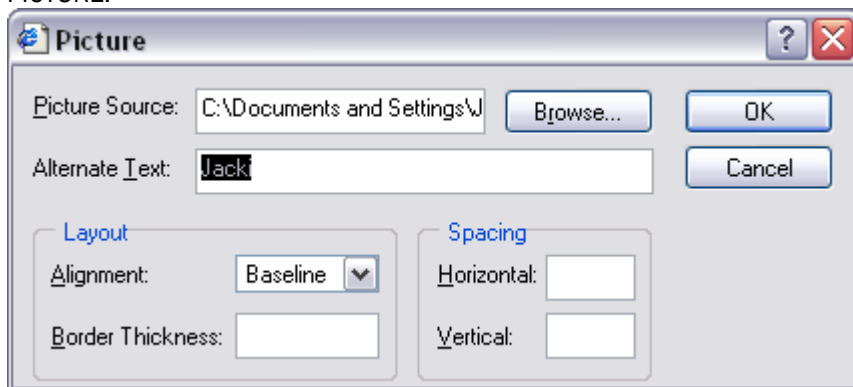 PICTURE.
Picture
Picture Source: C:\Documents and Settings\J Browse... OK
Alternate Text: Jacki Cancel
Layout Spacing
Alignment: Baseline Horizontal:
Border Thickness: Vertical: